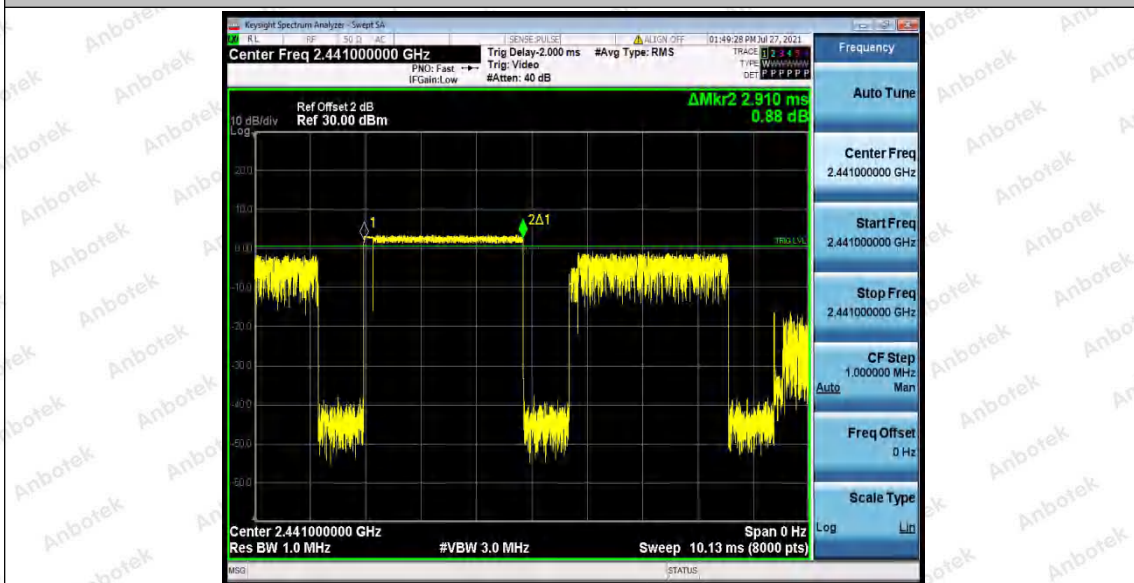 Keysight Spectrum Analyzer - Swept SA
RL RF 50 Ω AC SENSE:PULSE ALIGN OFF 01:49:28 PM Jul 27, 2021
Center Freq 2.441000000 GHz
PNO: Fast
IFGain:Low
Trig Delay-2.000 ms
Trig: Video
#Atten: 40 dB
#Avg Type: RMS
TRACE 1 2 3 4 5 6
TYPE WWWWWW
DET P P P P P P
Frequency
Auto Tune
Center Freq
2.441000000 GHz
Start Freq
2.441000000 GHz
Stop Freq
2.441000000 GHz
CF Step
1.000000 MHz
Auto Man
Freq Offset
0 Hz
Scale Type
Log Lin
ΔMkr2 2.910 ms
0.88 dB
Ref Offset 2 dB
10 dB/div Ref 30.00 dBm
Log
20.0
10.0
0.00
-10.0
-20.0
-30.0
-40.0
-50.0
-60.0
1
2Δ1
TRIG LVL
Center 2.441000000 GHz Span 0 Hz
Res BW 1.0 MHz #VBW 3.0 MHz Sweep 10.13 ms (8000 pts)
MSG STATUS
Anbotek